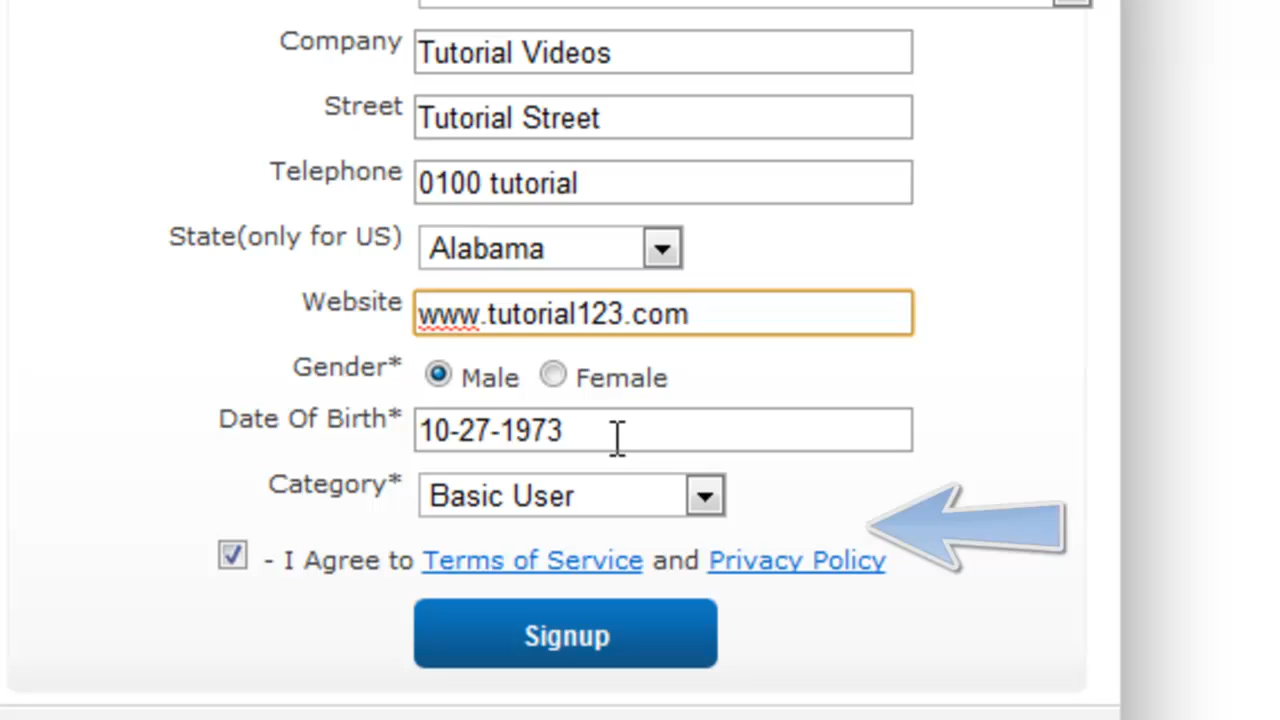 Company Tutorial Videos
Street Tutorial Street
Telephone 0100 tutorial
State(only for US) Alabama
Website www.tutorial123.com
Gender* Male Female
Date Of Birth* 10-27-1973
Category* Basic User
- I Agree to Terms of Service and Privacy Policy
Signup